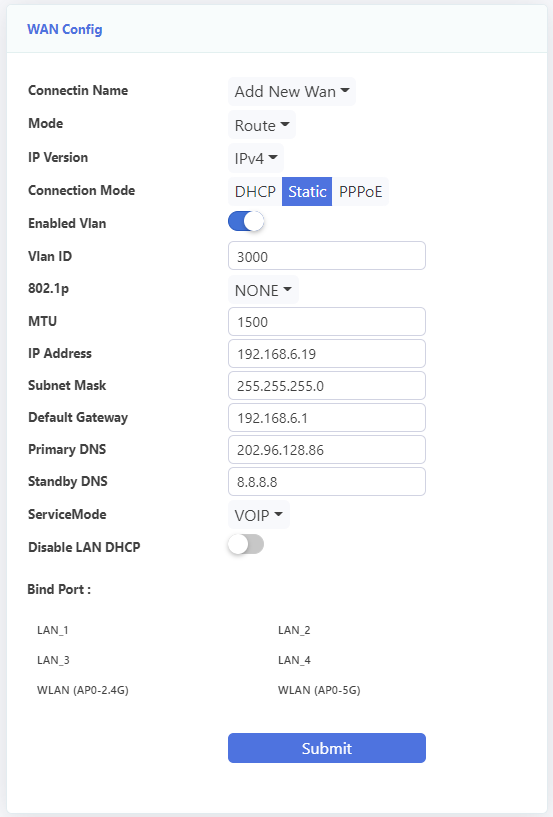 WAN Config
Connectin Name Add New Wan
Mode Route
IP Version IPv4
Connection Mode DHCP Static PPPoE
Enabled Vlan
Vlan ID 3000
802.1p NONE
MTU 1500
IP Address 192.168.6.19
Subnet Mask 255.255.255.0
Default Gateway 192.168.6.1
Primary DNS 202.96.128.86
Standby DNS 8.8.8.8
ServiceMode VOIP
Disable LAN DHCP
Bind Port :
LAN_1 LAN_2
LAN_3 LAN_4
WLAN (AP0-2.4G) WLAN (AP0-5G)
Submit